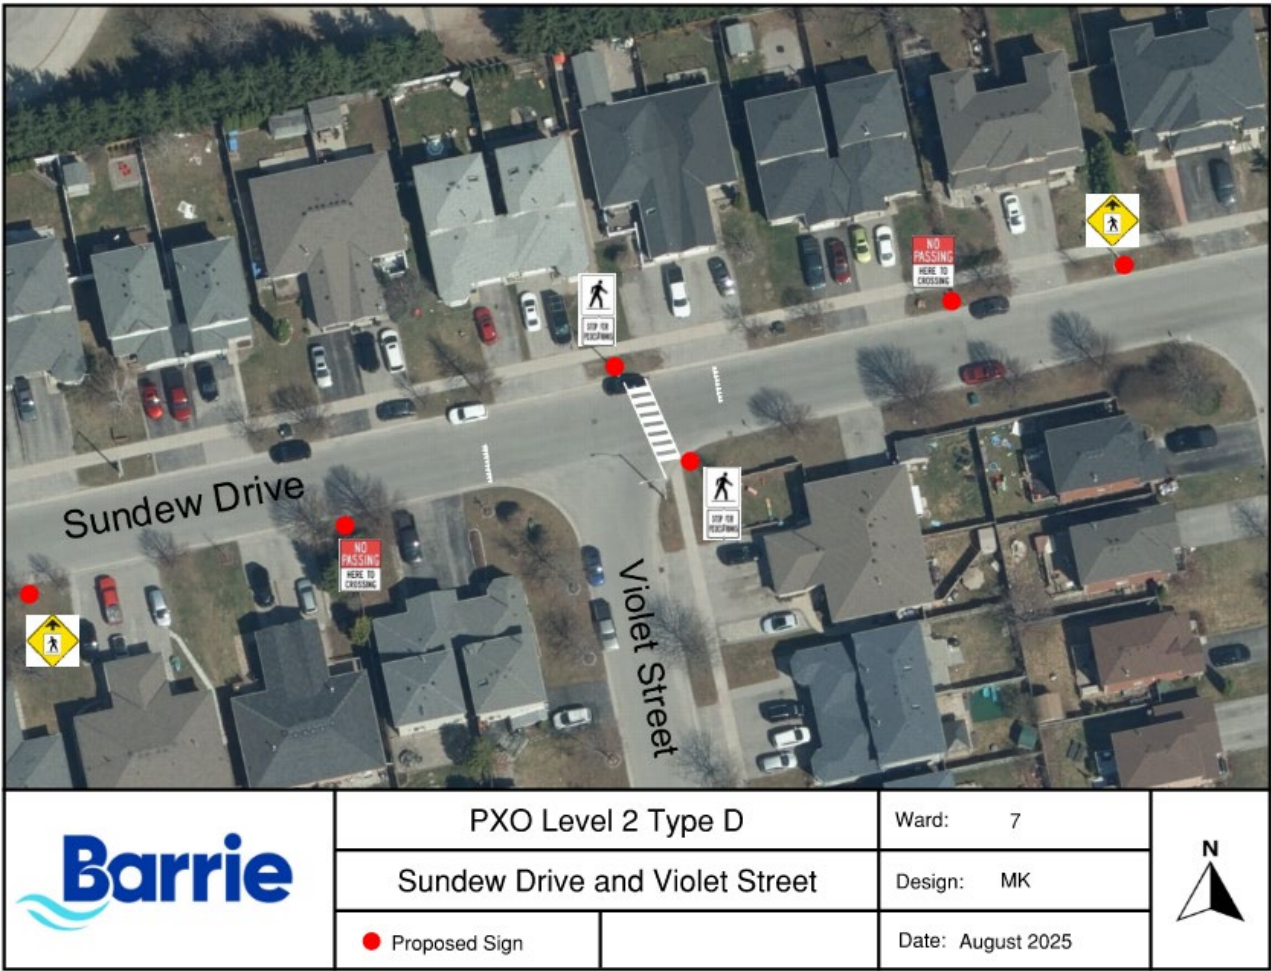 NO
PASSING
HERE TO
CROSSING
STOP FOR
PEDESTRIANS
Sundew Drive
NO
PASSING
HERE TO
CROSSING
STOP FOR
PEDESTRIANS
Violet Street
Barrie
PXO Level 2 Type D
Sundew Drive and Violet Street
Proposed Sign
Ward: 7
Design: MK
Date: August 2025
N